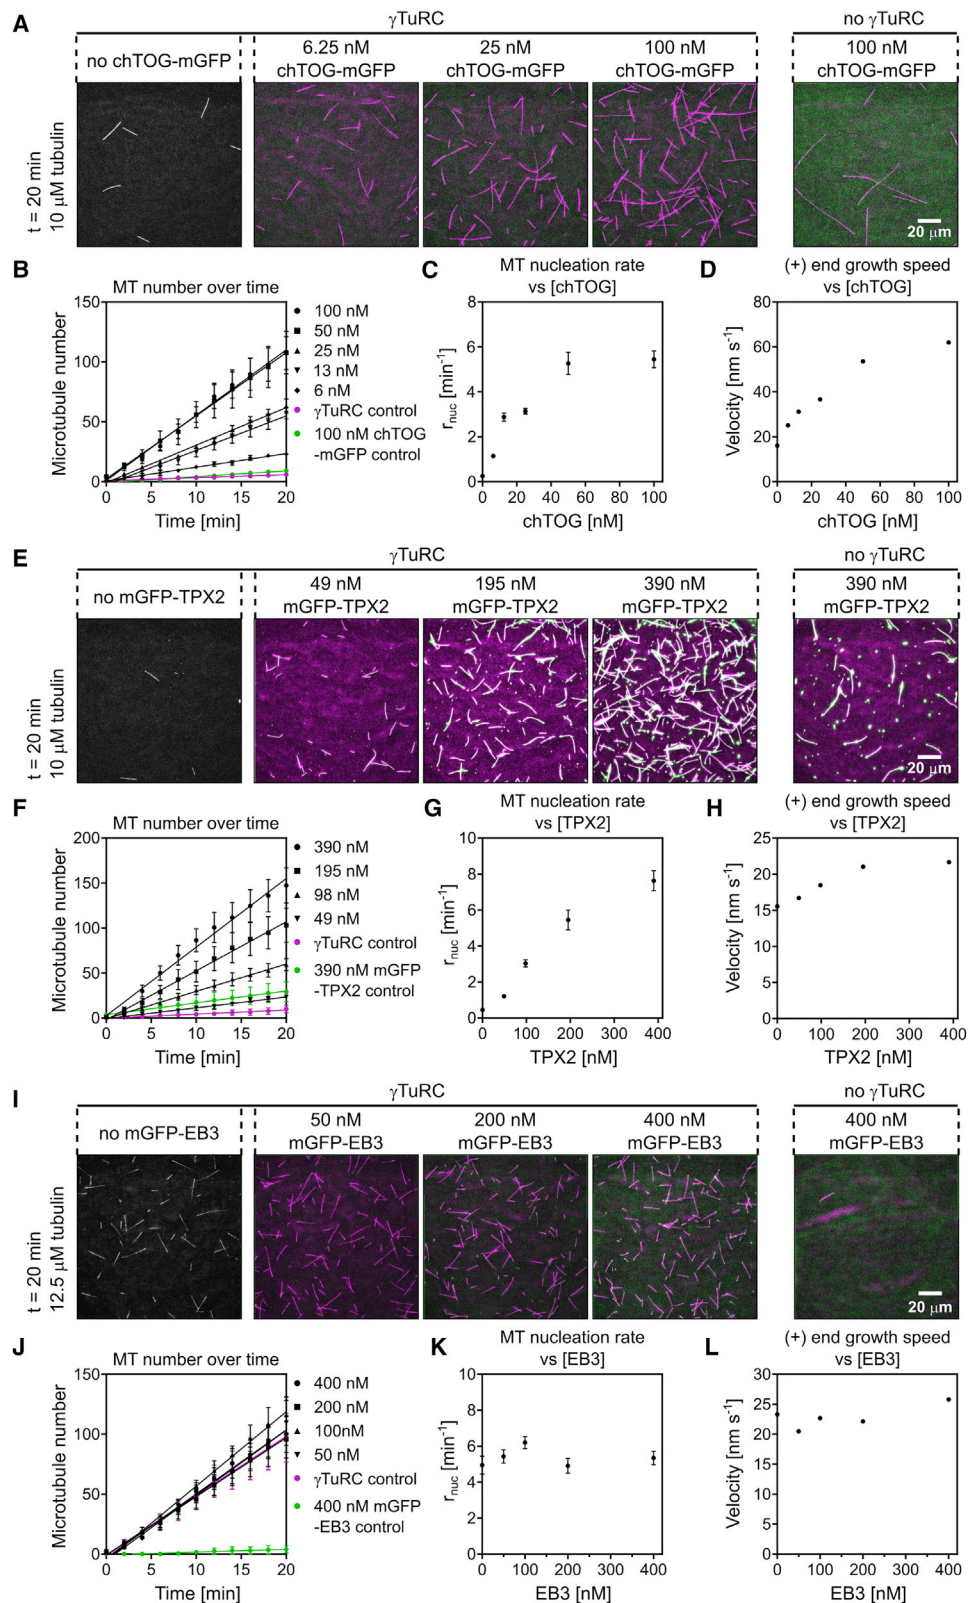 A
γTuRC
no γTuRC
no chTOG-mGFP
6.25 nM
chTOG-mGFP
25 nM
chTOG-mGFP
100 nM
chTOG-mGFP
100 nM
chTOG-mGFP
t = 20 min
10 μM tubulin
20 μm
B
MT number over time
Microtubule number
150
100
50
0
0
5
10
15
20
Time [min]
100 nM
50 nM
25 nM
13 nM
6 nM
γTuRC control
100 nM chTOG
-mGFP control
C
MT nucleation rate
vs [chTOG]
rnuc [min-1]
8
6
4
2
0
0 20 40 60 80 100
chTOG [nM]
D
(+) end growth speed
vs [chTOG]
Velocity [nm s-1]
80
60
40
20
0
0 20 40 60 80 100
chTOG [nM]
E
γTuRC
no γTuRC
no mGFP-TPX2
49 nM
mGFP-TPX2
195 nM
mGFP-TPX2
390 nM
mGFP-TPX2
390 nM
mGFP-TPX2
t = 20 min
10 μM tubulin
20 μm
F
MT number over time
Microtubule number
200
150
100
50
0
0
5
10
15
20
Time [min]
390 nM
195 nM
98 nM
49 nM
γTuRC control
390 nM mGFP
-TPX2 control
G
MT nucleation rate
vs [TPX2]
rnuc [min-1]
10
8
6
4
2
0
0 100 200 300 400
TPX2 [nM]
H
(+) end growth speed
vs [TPX2]
Velocity [nm s-1]
25
20
15
10
5
0
0 100 200 300 400
TPX2 [nM]
I
γTuRC
no γTuRC
no mGFP-EB3
50 nM
mGFP-EB3
200 nM
mGFP-EB3
400 nM
mGFP-EB3
400 nM
mGFP-EB3
t = 20 min
12.5 μM tubulin
20 μm
J
MT number over time
Microtubule number
150
100
50
0
0
5
10
15
20
Time [min]
400 nM
200 nM
100nM
50 nM
γTuRC control
400 nM mGFP
-EB3 control
K
MT nucleation rate
vs [EB3]
rnuc [min-1]
10
8
6
4
2
0
0 100 200 300 400
EB3 [nM]
L
(+) end growth speed
vs [EB3]
Velocity [nm s-1]
30
25
20
15
10
5
0
0 100 200 300 400
EB3 [nM]